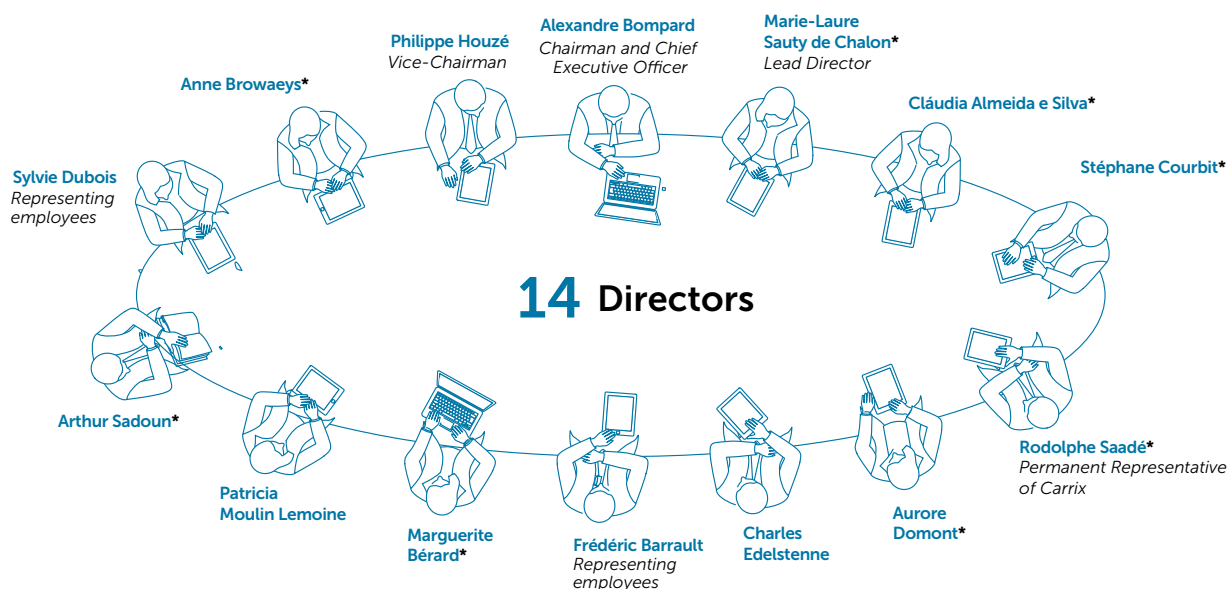 Alexandre Bompard
Chairman and Chief
Executive Officer
Marie-Laure
Sauty de Chalon*
Lead Director
Cláudia Almeida e Silva*
Stéphane Courbit*
Rodolphe Saadé*
Permanent Representative
of Carrix
Aurore
Domont*
Charles
Edelstenne
Frédéric Barrault
Representing
employees
Marguerite
Bérard*
Patricia
Moulin Lemoine
Arthur Sadoun*
Sylvie Dubois
Representing
employees
Anne Browaeys*
Philippe Houzé
Vice-Chairman
14 Directors